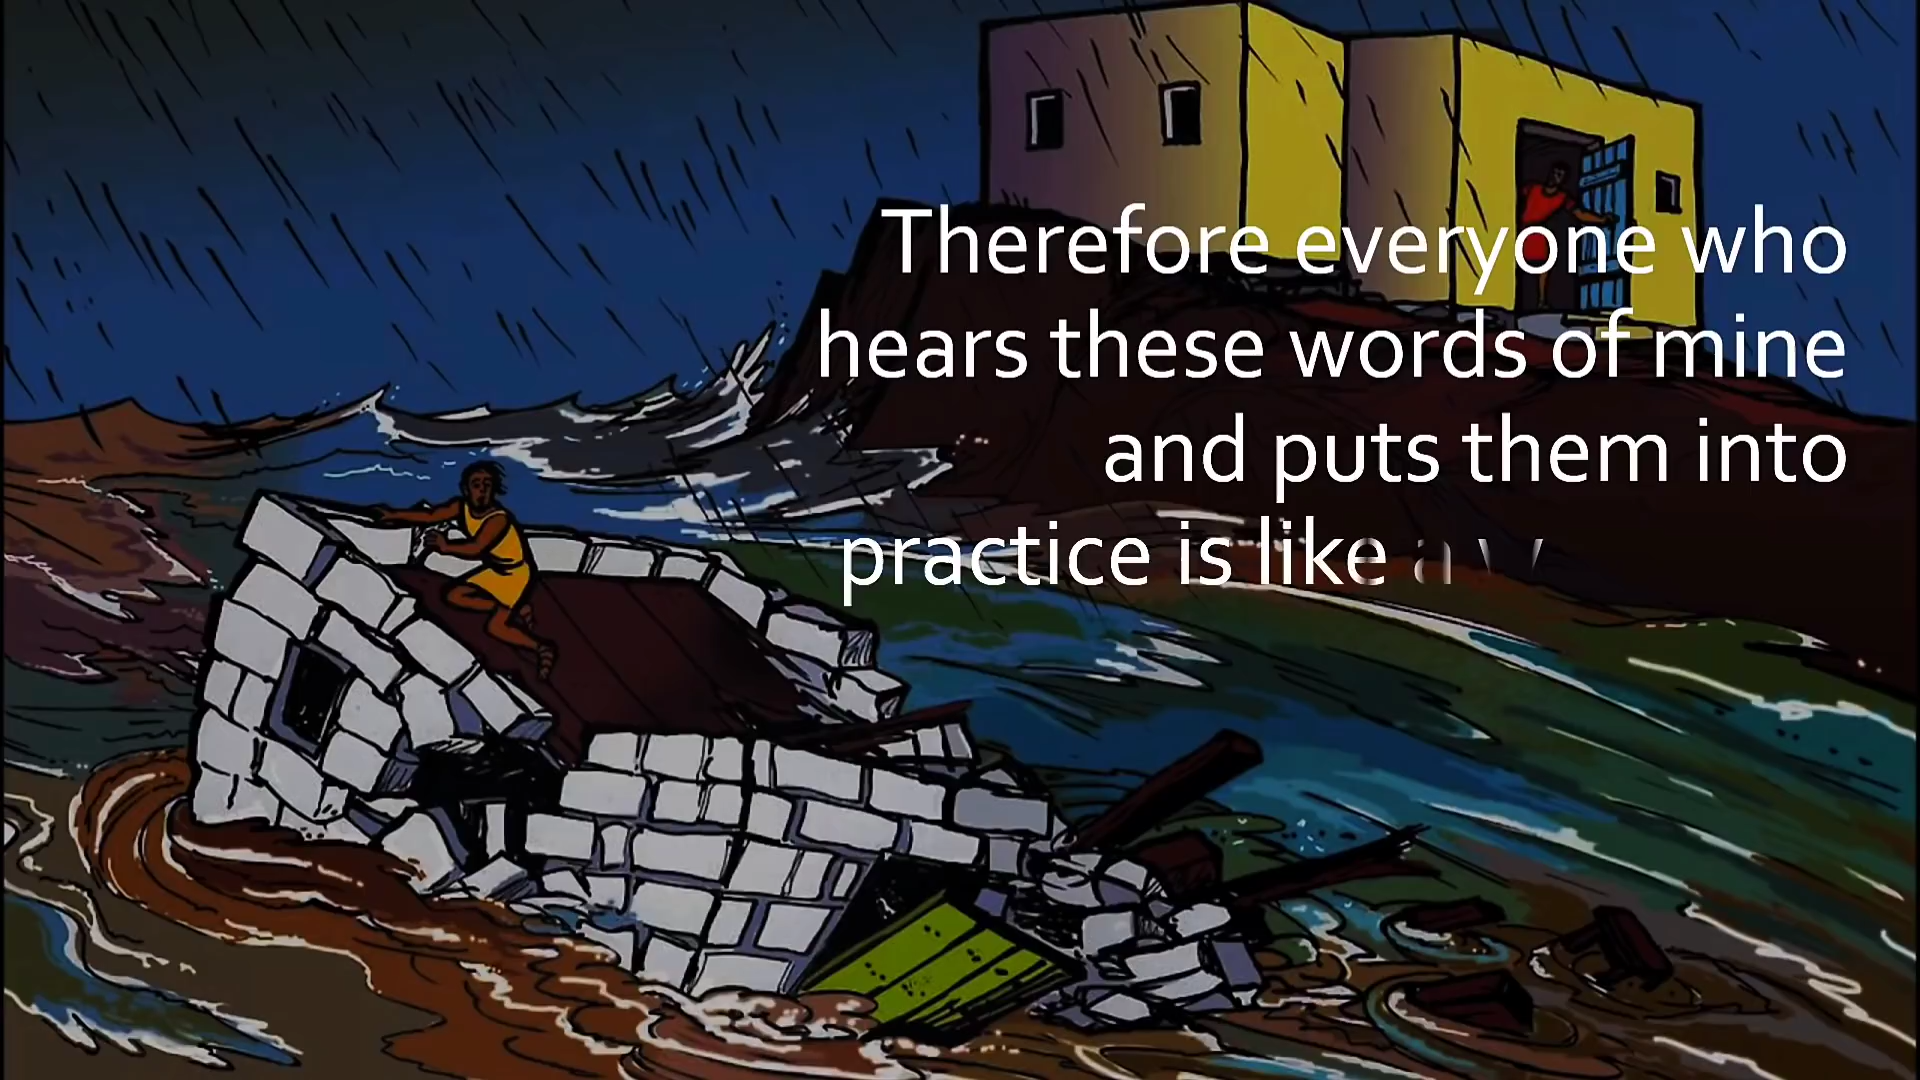 Therefore everyone who
hears these words of mine
and puts them into
practice is like a